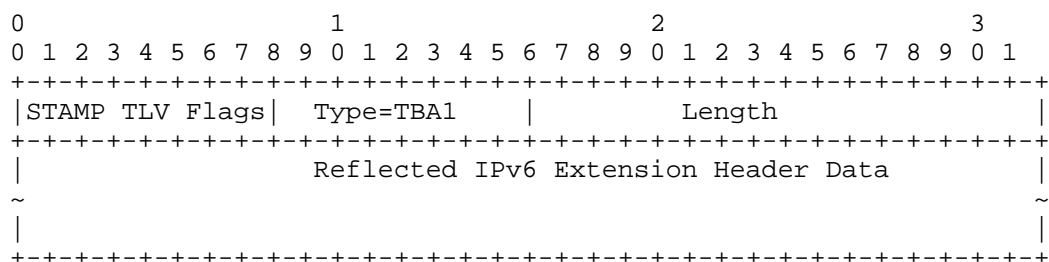 0                   1                   2                   3
0 1 2 3 4 5 6 7 8 9 0 1 2 3 4 5 6 7 8 9 0 1 2 3 4 5 6 7 8 9 0 1
+-+-+-+-+-+-+-+-+-+-+-+-+-+-+-+-+-+-+-+-+-+-+-+-+-+-+-+-+-+-+-+-+
|STAMP TLV Flags|  Type=TBA1    |         Length                |
+-+-+-+-+-+-+-+-+-+-+-+-+-+-+-+-+-+-+-+-+-+-+-+-+-+-+-+-+-+-+-+-+
|                  Reflected IPv6 Extension Header Data         |
~                                                               ~
|                                                               |
+-+-+-+-+-+-+-+-+-+-+-+-+-+-+-+-+-+-+-+-+-+-+-+-+-+-+-+-+-+-+-+-+